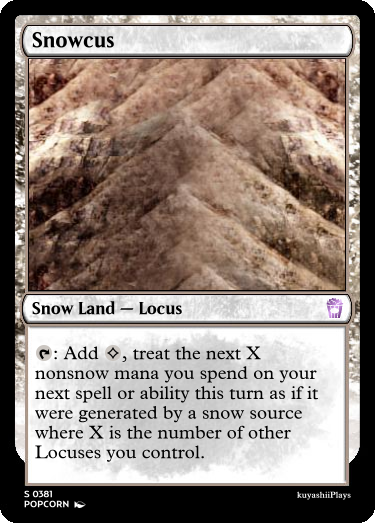 Snowcus
Snow Land — Locus
: Add , treat the next X
nonsnow mana you spend on your
next spell or ability this turn as if it
were generated by a snow source
where X is the number of other
Locuses you control.
S 0381
POPCORN
kuyashiiPlays